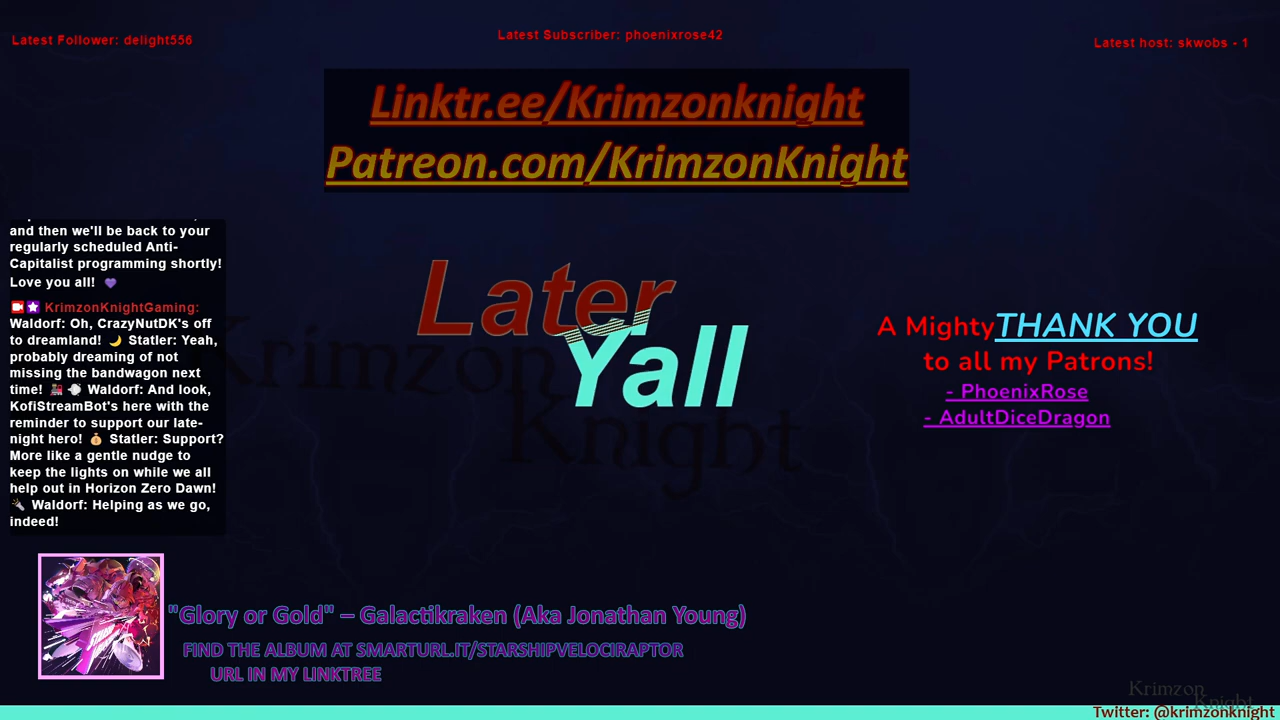 Latest Follower: delight556
Latest Subscriber: phoenixrose42
Latest host: skwobs - 1
Linktr.ee/Krimzonknight
Patreon.com/KrimzonKnight
and then we'll be back to your
regularly scheduled Anti-
Capitalist programming shortly!
Love you all! 💜
KrimzonKnightGaming:
Waldorf: Oh, CrazyNutDK's off
to dreamland! 🌙 Statler: Yeah,
probably dreaming of not
missing the bandwagon next
time! 🚂💨 Waldorf: And look,
KofiStreamBot's here with the
reminder to support our late-
night hero! 💰 Statler: Support?
More like a gentle nudge to
keep the lights on while we all
help out in Horizon Zero Dawn!
🔦 Waldorf: Helping as we go,
indeed!
Later
Yall
Krimzon
Knight
A Mighty THANK YOU
to all my Patrons!
- PhoenixRose
- AdultDiceDragon
"Glory or Gold" – Galactikraken (Aka Jonathan Young)
FIND THE ALBUM AT SMARTURL.IT/STARSHIPVELOCIRAPTOR
URL IN MY LINKTREE
Krimzon
Knight
Twitter: @krimzonknight